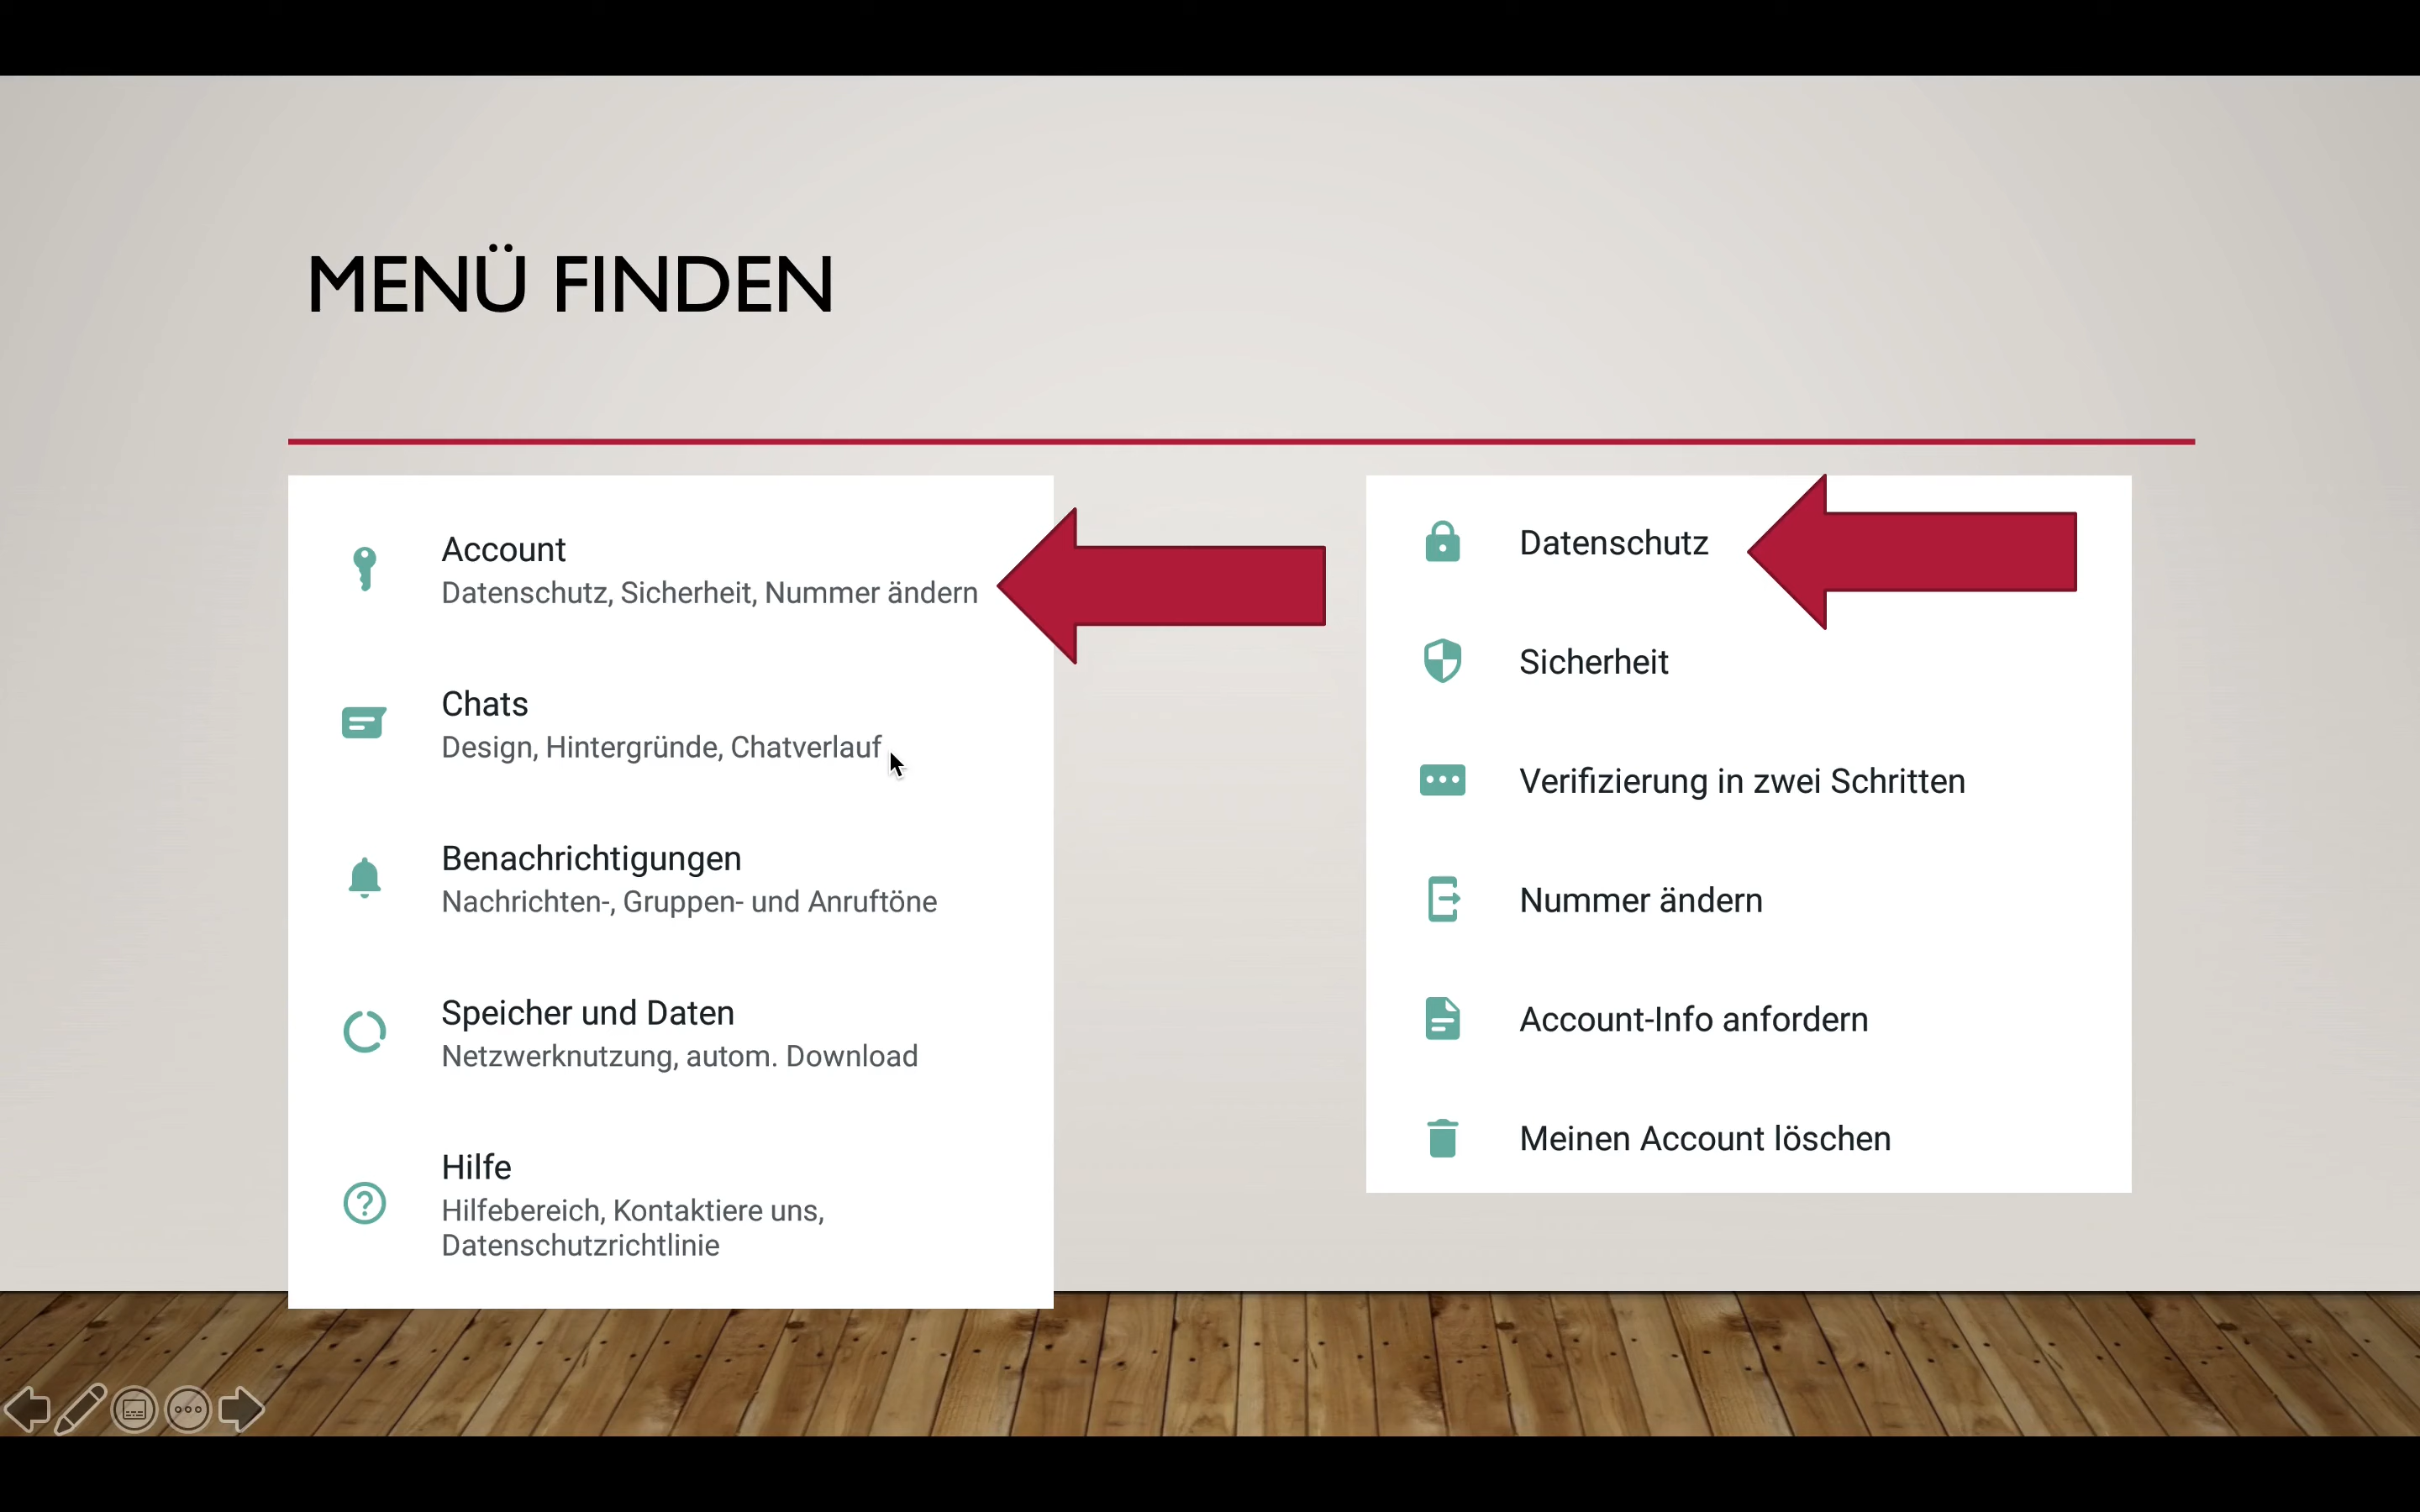 MENÜ FINDEN
Account
Datenschutz, Sicherheit, Nummer ändern
Chats
Design, Hintergründe, Chatverlauf
Benachrichtigungen
Nachrichten-, Gruppen- und Anruftöne
Speicher und Daten
Netzwerknutzung, autom. Download
Hilfe
Hilfebereich, Kontaktiere uns,
Datenschutzrichtlinie
Datenschutz
Sicherheit
Verifizierung in zwei Schritten
Nummer ändern
Account-Info anfordern
Meinen Account löschen